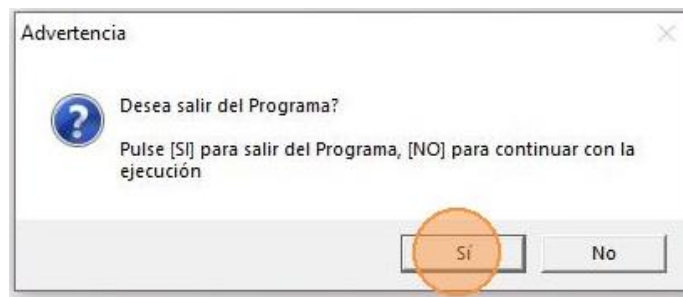 Advertencia
Desea salir del Programa?
Pulse [SI] para salir del Programa, [NO] para continuar con la
ejecución
Sí
No